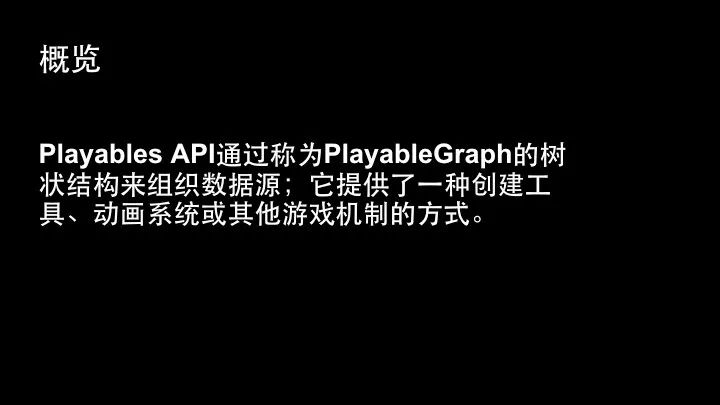 概览
Playables API通过称为PlayableGraph的树
状结构来组织数据源；它提供了一种创建工
具、动画系统或其他游戏机制的方式。